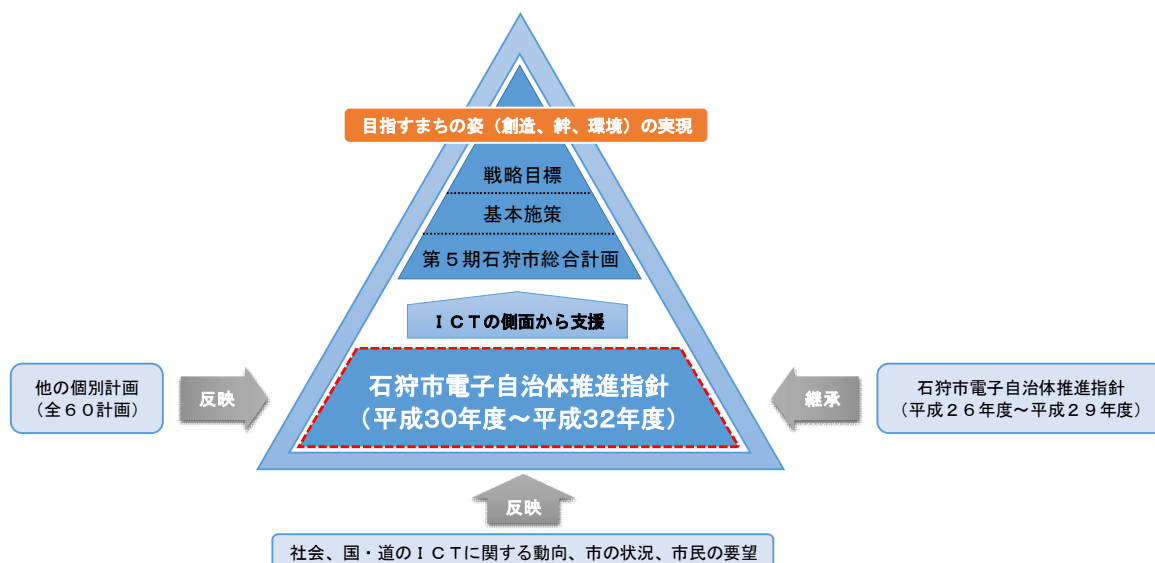 目指すまちの姿（創造、絆、環境）の実現
戦略目標
基本施策
第５期石狩市総合計画
ＩＣＴの側面から支援
石狩市電子自治体推進指針
（平成30年度～平成32年度）
他の個別計画
（全６０計画）
反映
継承
石狩市電子自治体推進指針
（平成２６年度～平成２９年度）
反映
社会、国・道のＩＣＴに関する動向、市の状況、市民の要望